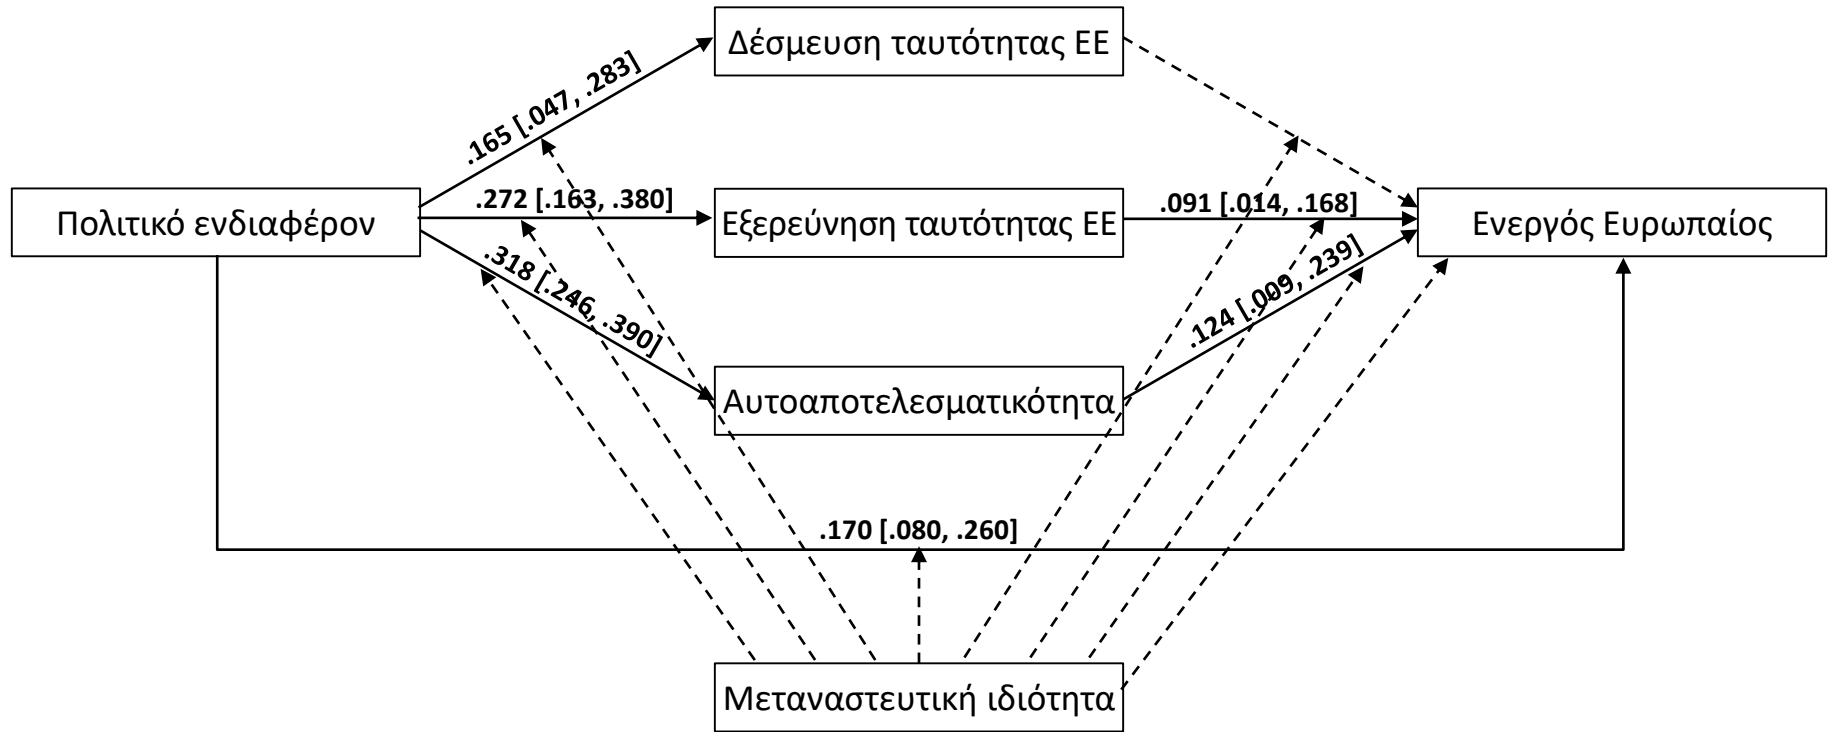 Δέσμευση ταυτότητας ΕΕ
.165 [.047, .283]
.272 [.163, .380]
.091 [.014, .168]
Πολιτικό ενδιαφέρον
Εξερεύνηση ταυτότητας ΕΕ
Ενεργός Ευρωπαίος
.318 [.246, .390]
.124 [.009, .239]
Αυτοαποτελεσματικότητα
.170 [.080, .260]
Μεταναστευτική ιδιότητα